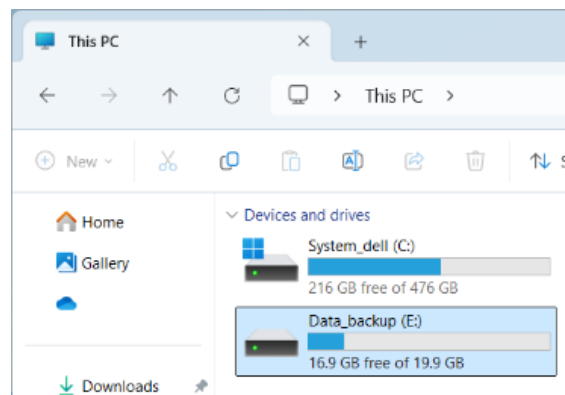 This PC
This PC
New
S
Home
Devices and drives
System_dell (C:)
Gallery
216 GB free of 476 GB
Data_backup (E:)
16.9 GB free of 19.9 GB
Downloads